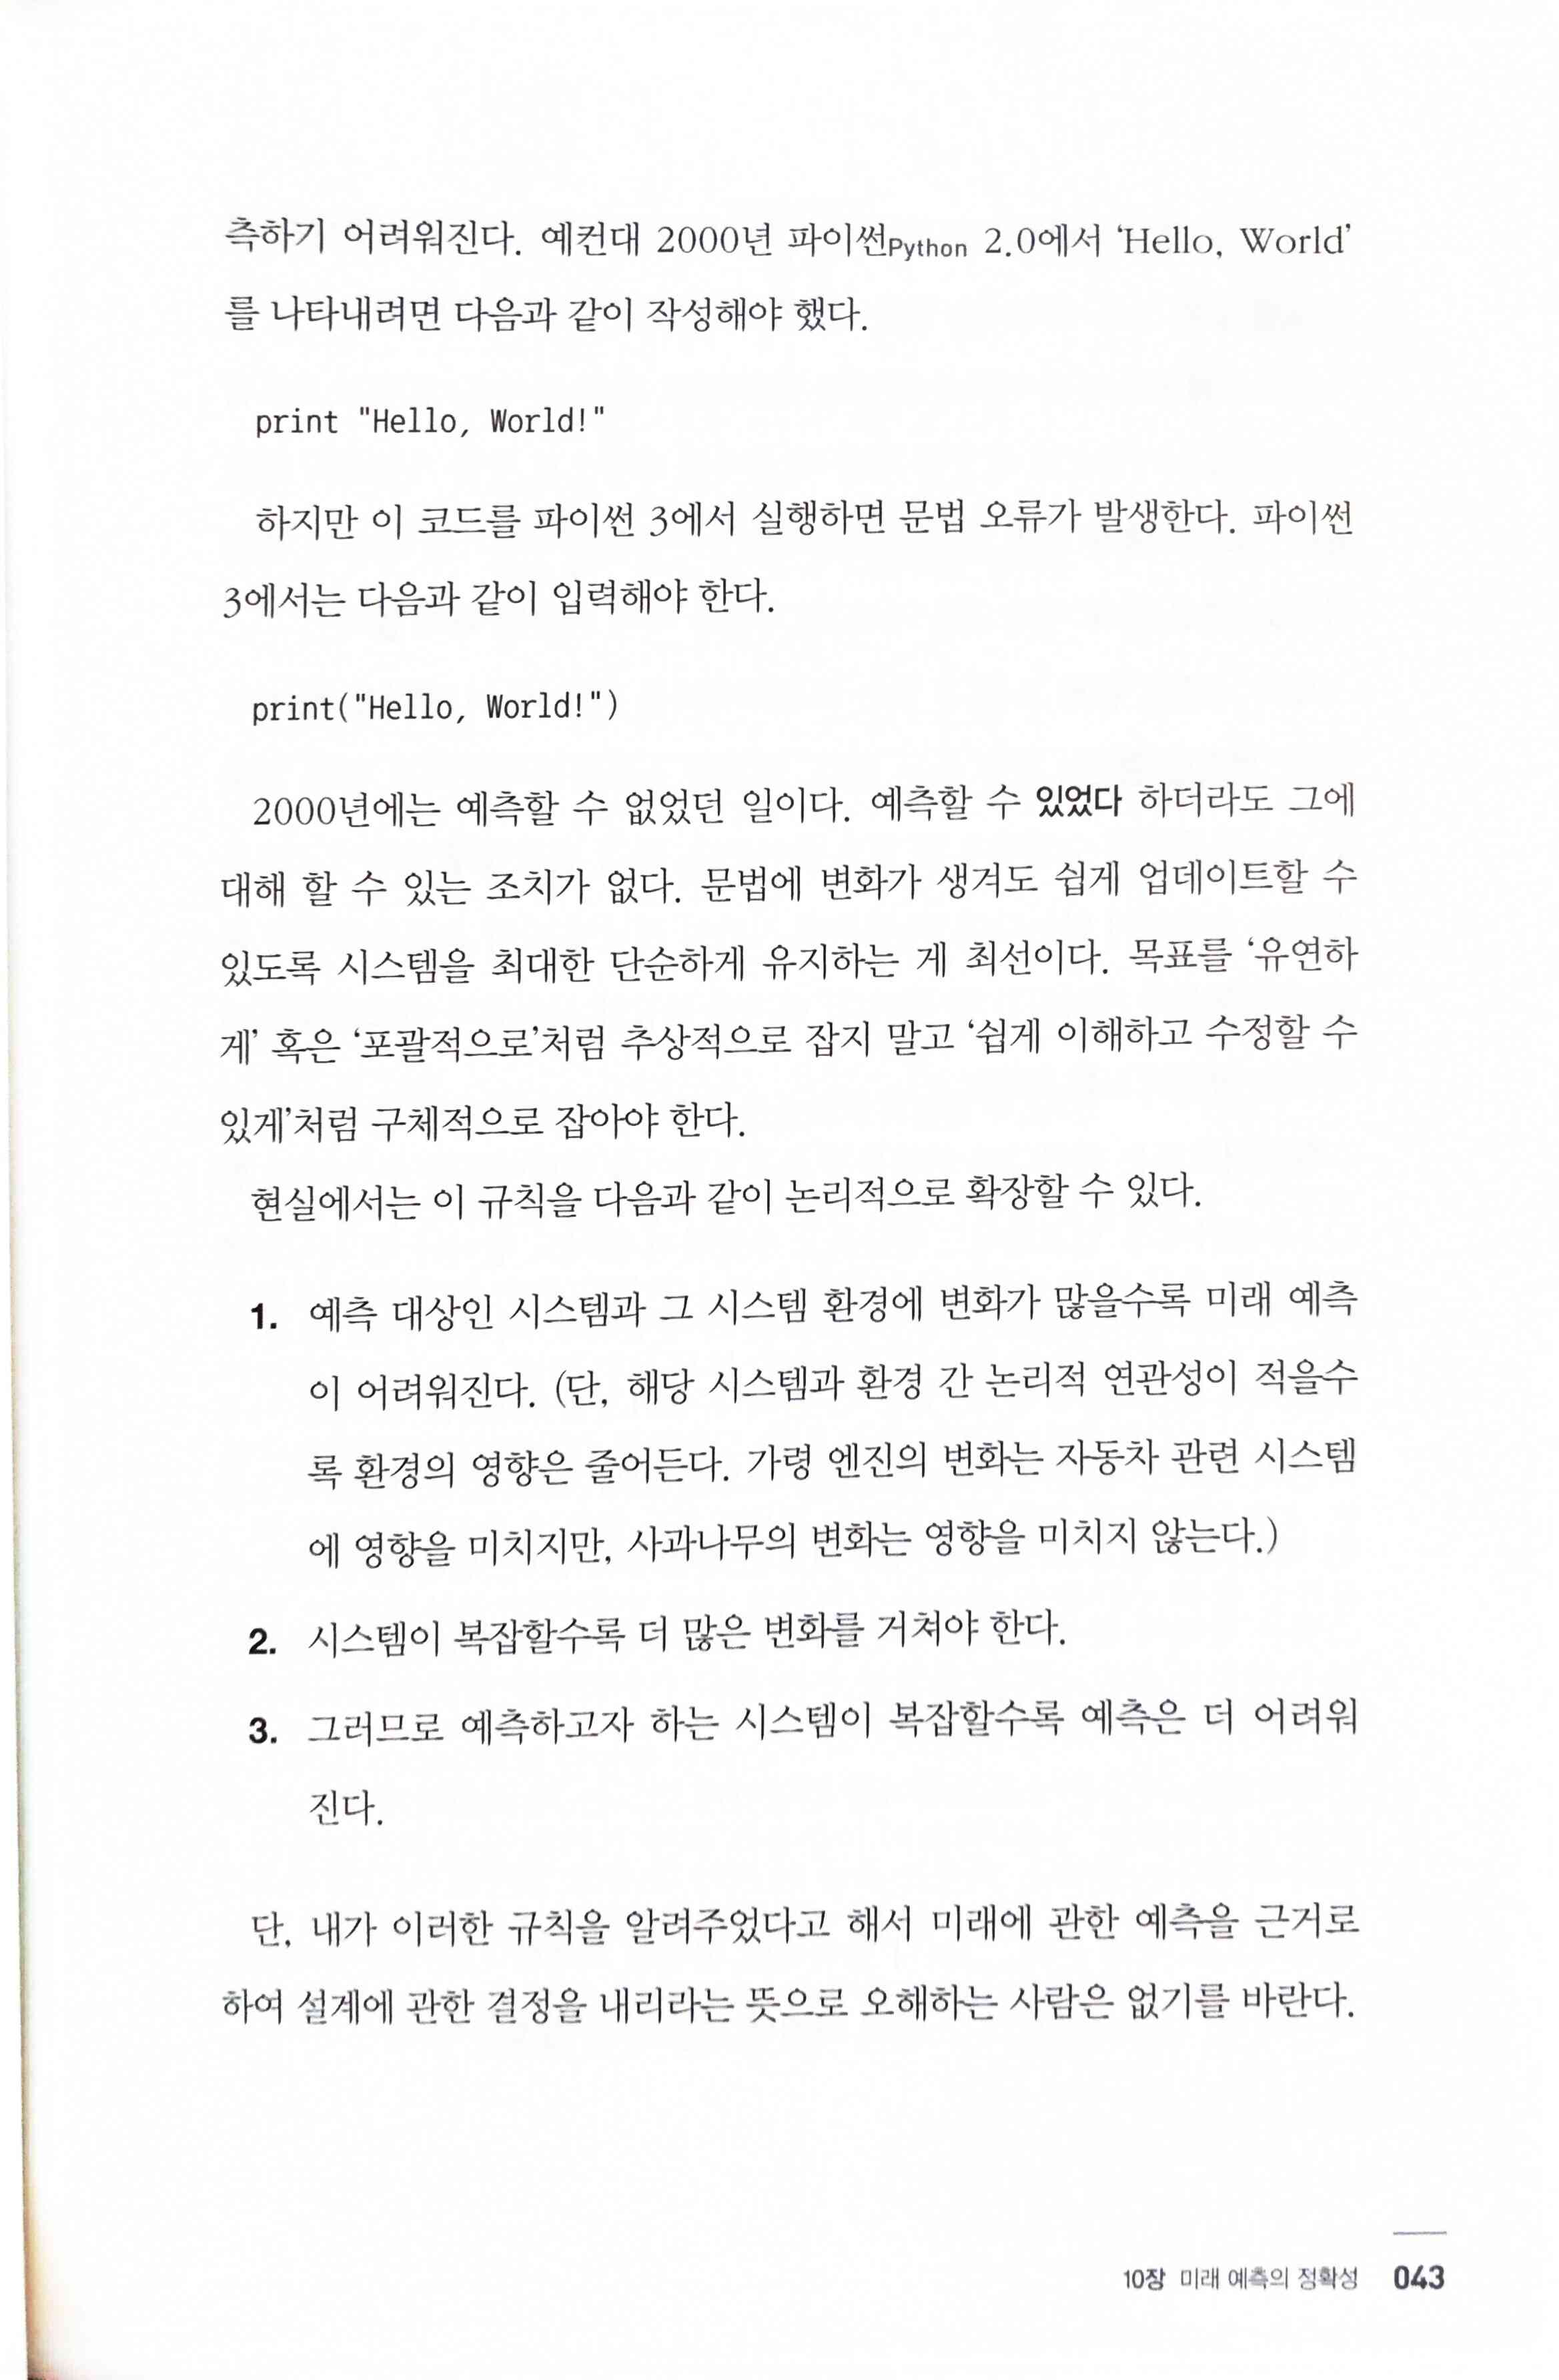 측하기 어려워진다. 예컨대 2000년 파이썬Python 2.0에서 ‘Hello, World’
를 나타내려면 다음과 같이 작성해야 했다.
print "Hello, World!"
하지만 이 코드를 파이썬 3에서 실행하면 문법 오류가 발생한다. 파이썬
3에서는 다음과 같이 입력해야 한다.
print("Hello, World!")
2000년에는 예측할 수 없었던 일이다. 예측할 수 있었다 하더라도 그에
대해 할 수 있는 조치가 없다. 문법에 변화가 생겨도 쉽게 업데이트할 수
있도록 시스템을 최대한 단순하게 유지하는 게 최선이다. 목표를 ‘유연하
게’ 혹은 ‘포괄적으로’처럼 추상적으로 잡지 말고 ‘쉽게 이해하고 수정할 수
있게’처럼 구체적으로 잡아야 한다.
현실에서는 이 규칙을 다음과 같이 논리적으로 확장할 수 있다.
1. 예측 대상인 시스템과 그 시스템 환경에 변화가 많을수록 미래 예측
이 어려워진다. (단, 해당 시스템과 환경 간 논리적 연관성이 적을수
록 환경의 영향은 줄어든다. 가령 엔진의 변화는 자동차 관련 시스템
에 영향을 미치지만, 사과나무의 변화는 영향을 미치지 않는다.)
2. 시스템이 복잡할수록 더 많은 변화를 거쳐야 한다.
3. 그러므로 예측하고자 하는 시스템이 복잡할수록 예측은 더 어려워
진다.
단, 내가 이러한 규칙을 알려주었다고 해서 미래에 관한 예측을 근거로
하여 설계에 관한 결정을 내리라는 뜻으로 오해하는 사람은 없기를 바란다.
10장 미래 예측의 정확성 043